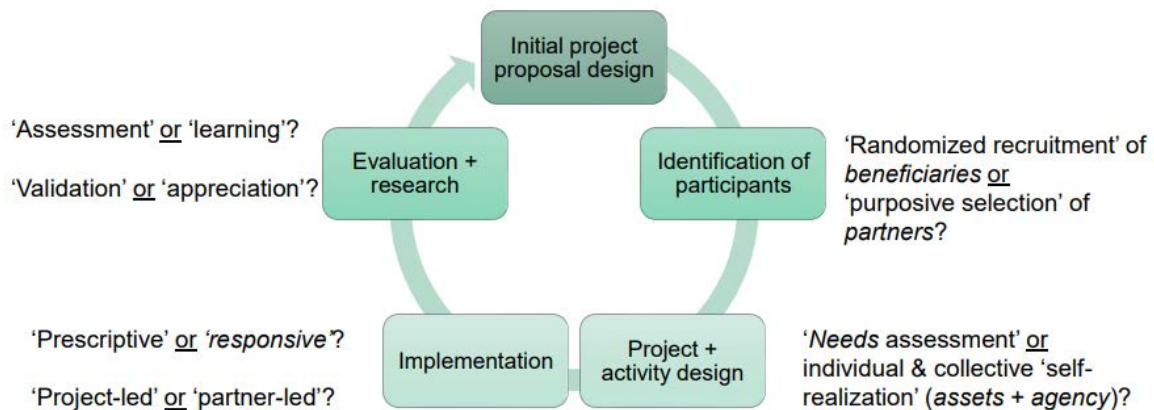 Initial project
proposal design
‘Assessment’ or ‘learning’?
‘Validation’ or ‘appreciation’?
Evaluation +
research
Identification of
participants
‘Randomized recruitment’ of
beneficiaries or
‘purposive selection’ of
partners?
‘Prescriptive’ or ‘responsive’?
‘Project-led’ or ‘partner-led’?
Implementation
Project +
activity design
‘Needs assessment’ or
individual & collective ‘self-
realization’ (assets + agency)?